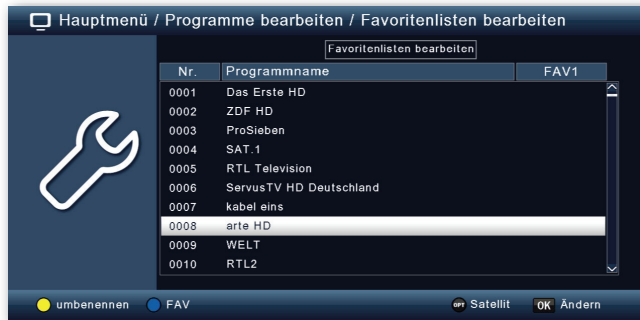 Hauptmenü / Programme bearbeiten / Favoritenlisten bearbeiten
Favoritenlisten bearbeiten
Nr. Programmname FAV1
0001 Das Erste HD
0002 ZDF HD
0003 ProSieben
0004 SAT.1
0005 RTL Television
0006 ServusTV HD Deutschland
0007 kabel eins
0008 arte HD
0009 WELT
0010 RTL2
umbenennen FAV OPT Satellit OK Ändern